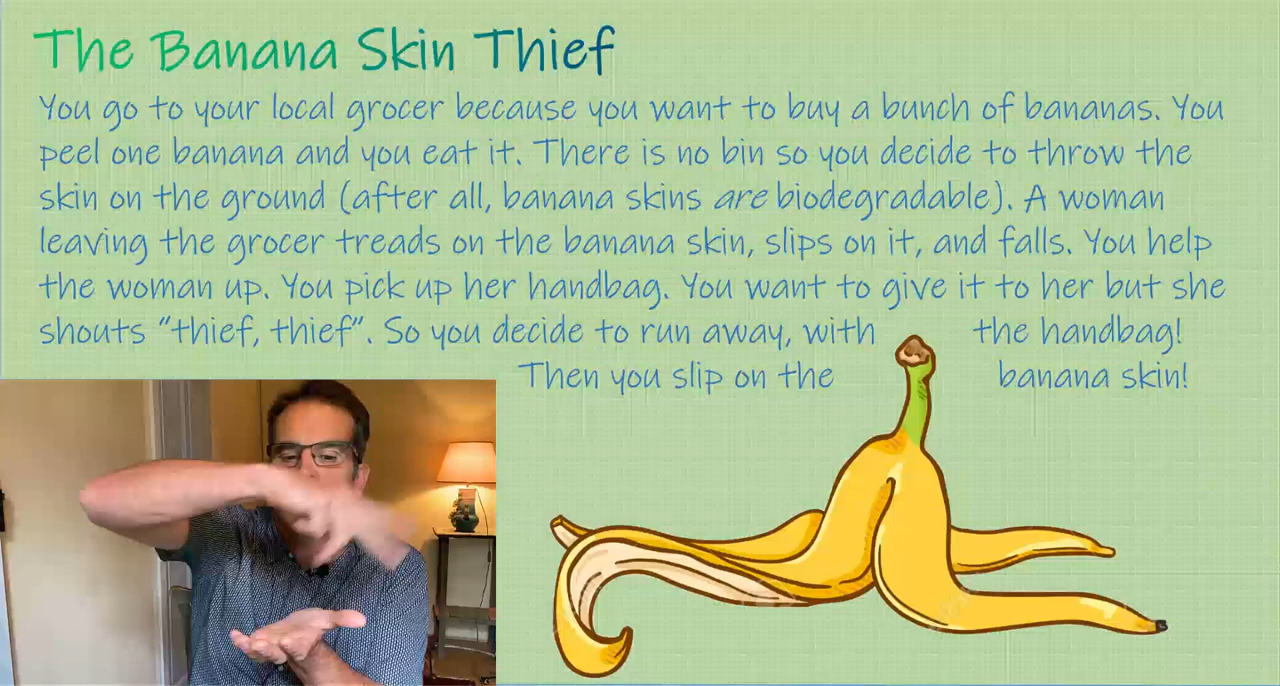 The Banana Skin Thief
You go to your local grocer because you want to buy a bunch of bananas. You
peel one banana and you eat it. There is no bin so you decide to throw the
skin on the ground (after all, banana skins are biodegradable). A woman
leaving the grocer treads on the banana skin, slips on it, and falls. You help
the woman up. You pick up her handbag. You want to give it to her but she
shouts “thief, thief”. So you decide to run away, with the handbag!
Then you slip on the banana skin!